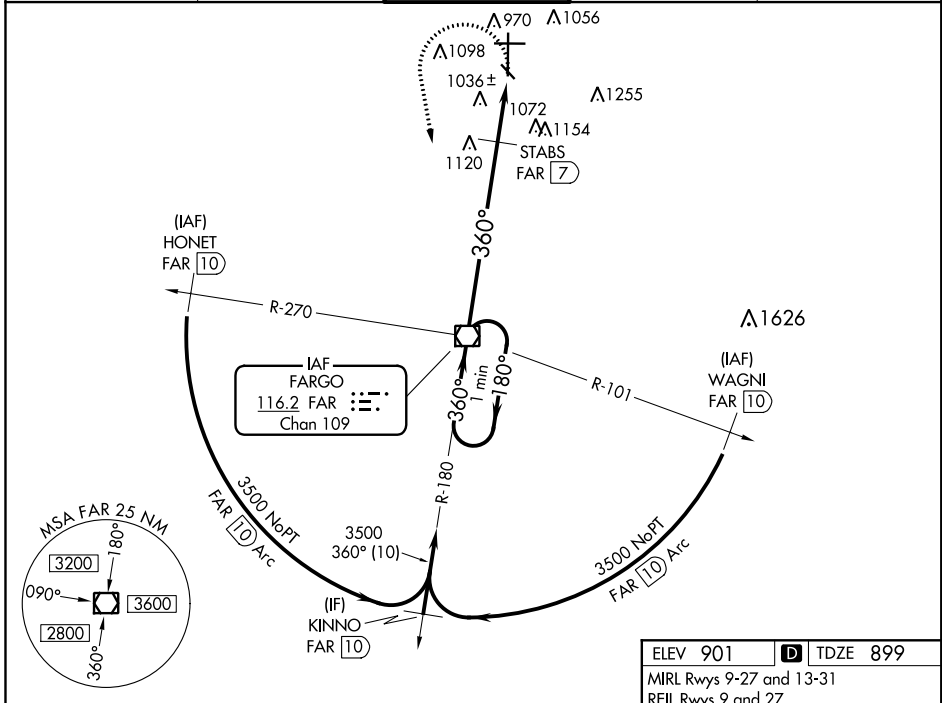 970
1056
1098
1036±
1255
1072
1154
1120
STABS
FAR 7
360°
(IAF)
HONET
FAR 10
R-270
1626
IAF
FARGO
116.2 FAR
Chan 109
360°
1 min
180°
R-101
(IAF)
WAGNI
FAR 10
R-180
3500 NoPT
FAR 10 Arc
3500
360° (10)
3500 NoPT
FAR 10 Arc
(IF)
KINNO
FAR 10
MSA FAR 25 NM
180°
3200
090°
3600
2800
360°
ELEV 901 D TDZE 899
MIRL Rwys 9-27 and 13-31
REIL Rwys 9 and 27